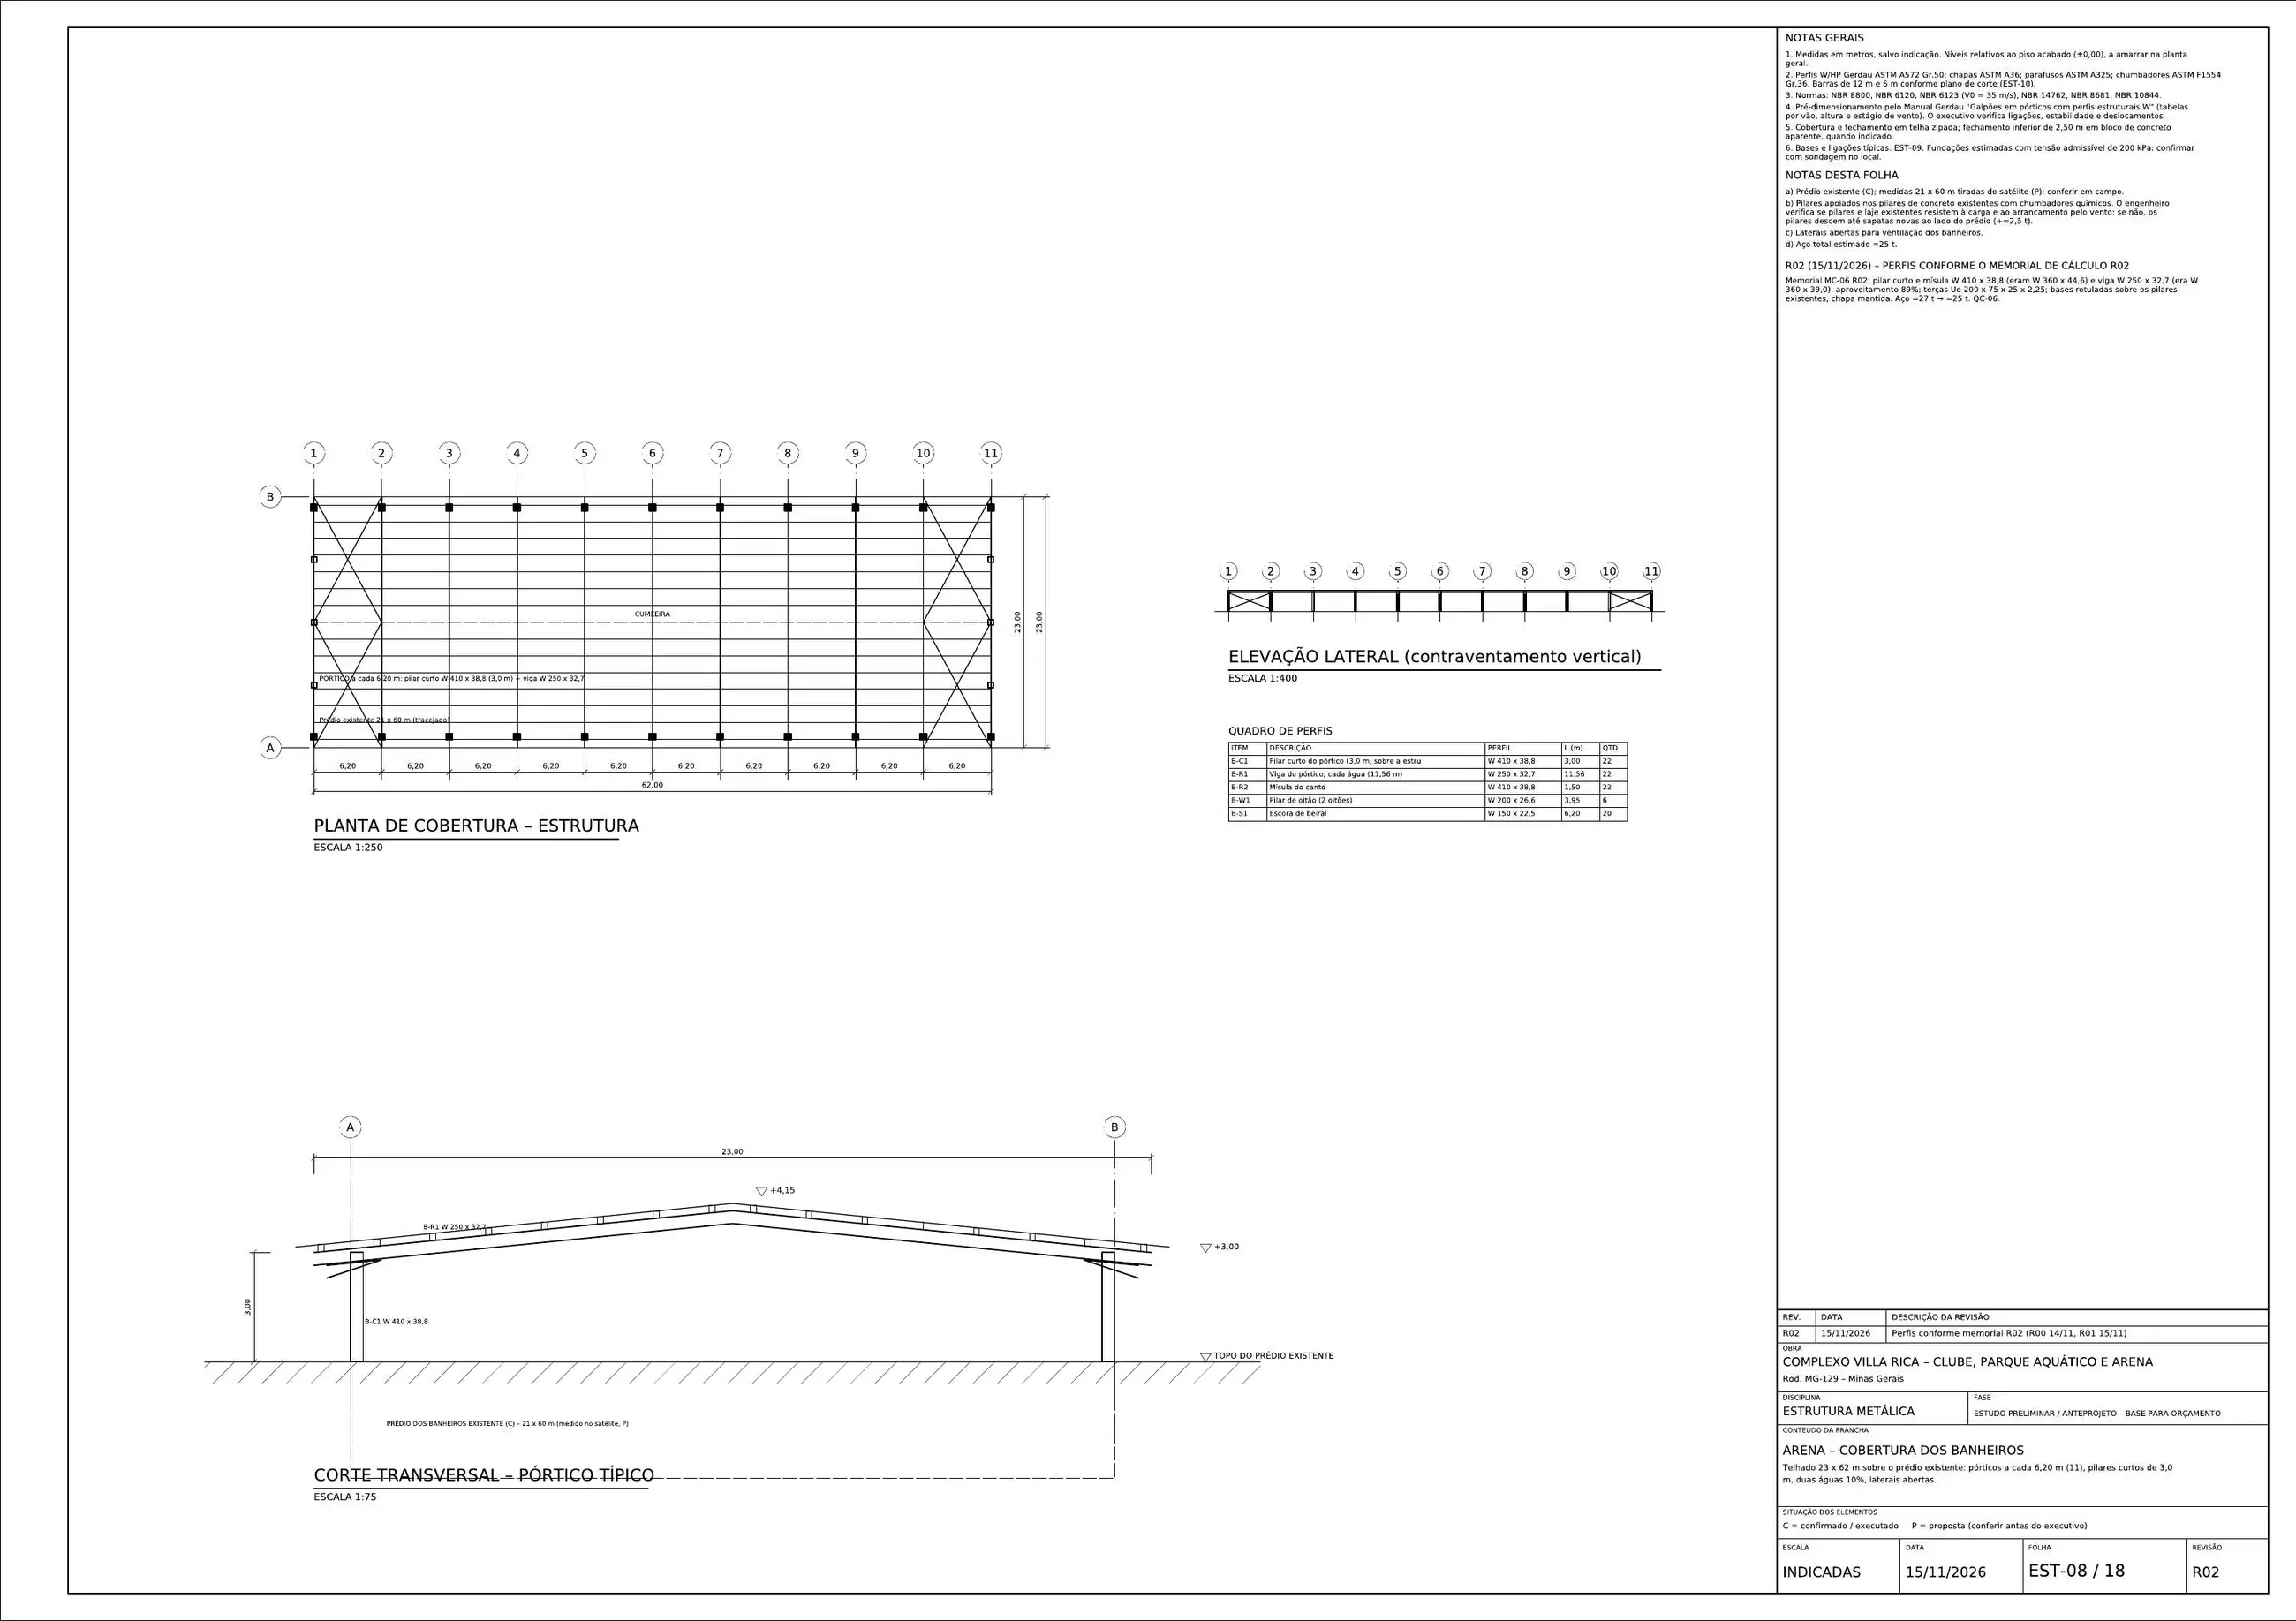 1 2 3 4 5 6 7 8 9 10 11
B
CUMEEIRA
23,00
23,00
PÓRTICO a cada 6,20 m: pilar curto W 410 x 38,8 (3,0 m) + viga W 250 x 32,7
Prédio existente 21 x 60 m (tracejado)
A
6,20 6,20 6,20 6,20 6,20 6,20 6,20 6,20 6,20 6,20
62,00
PLANTA DE COBERTURA – ESTRUTURA
ESCALA 1:250
1 2 3 4 5 6 7 8 9 10 11
ELEVAÇÃO LATERAL (contraventamento vertical)
ESCALA 1:400
QUADRO DE PERFIS
ITEM DESCRIÇÃO PERFIL L (m) QTD
B-C1 Pilar curto do pórtico (3,0 m, sobre a estru W 410 x 38,8 3,00 22
B-R1 Viga do pórtico, cada água (11,56 m) W 250 x 32,7 11,56 22
B-R2 Mísula do canto W 410 x 38,8 1,50 22
B-W1 Pilar de oitão (2 oitões) W 200 x 26,6 3,95 6
B-S1 Escora de beiral W 150 x 22,5 6,20 20
A B
23,00
+4,15
B-R1 W 250 x 32,7
+3,00
3,00
B-C1 W 410 x 38,8
TOPO DO PRÉDIO EXISTENTE
PRÉDIO DOS BANHEIROS EXISTENTE (C) – 21 x 60 m (medido no satélite, P)
CORTE TRANSVERSAL – PÓRTICO TÍPICO
ESCALA 1:75
NOTAS GERAIS
1. Medidas em metros, salvo indicação. Níveis relativos ao piso acabado (±0,00), a amarrar na planta
geral.
2. Perfis W/HP Gerdau ASTM A572 Gr.50; chapas ASTM A36; parafusos ASTM A325; chumbadores ASTM F1554
Gr.36. Barras de 12 m e 6 m conforme plano de corte (EST-10).
3. Normas: NBR 8800, NBR 6120, NBR 6123 (V0 = 35 m/s), NBR 14762, NBR 8681, NBR 10844.
4. Pré-dimensionamento pelo Manual Gerdau "Galpões em pórticos com perfis estruturais W" (tabelas
por vão, altura e estágio de vento). O executivo verifica ligações, estabilidade e deslocamentos.
5. Cobertura e fechamento em telha zipada; fechamento inferior de 2,50 m em bloco de concreto
aparente, quando indicado.
6. Bases e ligações típicas: EST-09. Fundações estimadas com tensão admissível de 200 kPa: confirmar
com sondagem no local.
NOTAS DESTA FOLHA
a) Prédio existente (C); medidas 21 x 60 m tiradas do satélite (P): conferir em campo.
b) Pilares apoiados nos pilares de concreto existentes com chumbadores químicos. O engenheiro
verifica se pilares e laje existentes resistem à carga e ao arrancamento pelo vento; se não, os
pilares descem até sapatas novas ao lado do prédio (+≈2,5 t).
c) Laterais abertas para ventilação dos banheiros.
d) Aço total estimado ≈25 t.
R02 (15/11/2026) – PERFIS CONFORME O MEMORIAL DE CÁLCULO R02
Memorial MC-06 R02: pilar curto e mísula W 410 x 38,8 (eram W 360 x 44,6) e viga W 250 x 32,7 (era W
360 x 39,0), aproveitamento 89%; terças Ue 200 x 75 x 25 x 2,25; bases rotuladas sobre os pilares
existentes, chapa mantida. Aço ≈27 t → ≈25 t. QC-06.
REV. DATA DESCRIÇÃO DA REVISÃO
R02 15/11/2026 Perfis conforme memorial R02 (R00 14/11, R01 15/11)
OBRA
COMPLEXO VILLA RICA – CLUBE, PARQUE AQUÁTICO E ARENA
Rod. MG-129 – Minas Gerais
DISCIPLINA FASE
ESTRUTURA METÁLICA ESTUDO PRELIMINAR / ANTEPROJETO – BASE PARA ORÇAMENTO
CONTEÚDO DA PRANCHA
ARENA – COBERTURA DOS BANHEIROS
Telhado 23 x 62 m sobre o prédio existente: pórticos a cada 6,20 m (11), pilares curtos de 3,0
m, duas águas 10%, laterais abertas.
SITUAÇÃO DOS ELEMENTOS
C = confirmado / executado P = proposta (conferir antes do executivo)
ESCALA DATA FOLHA REVISÃO
INDICADAS 15/11/2026 EST-08 / 18 R02